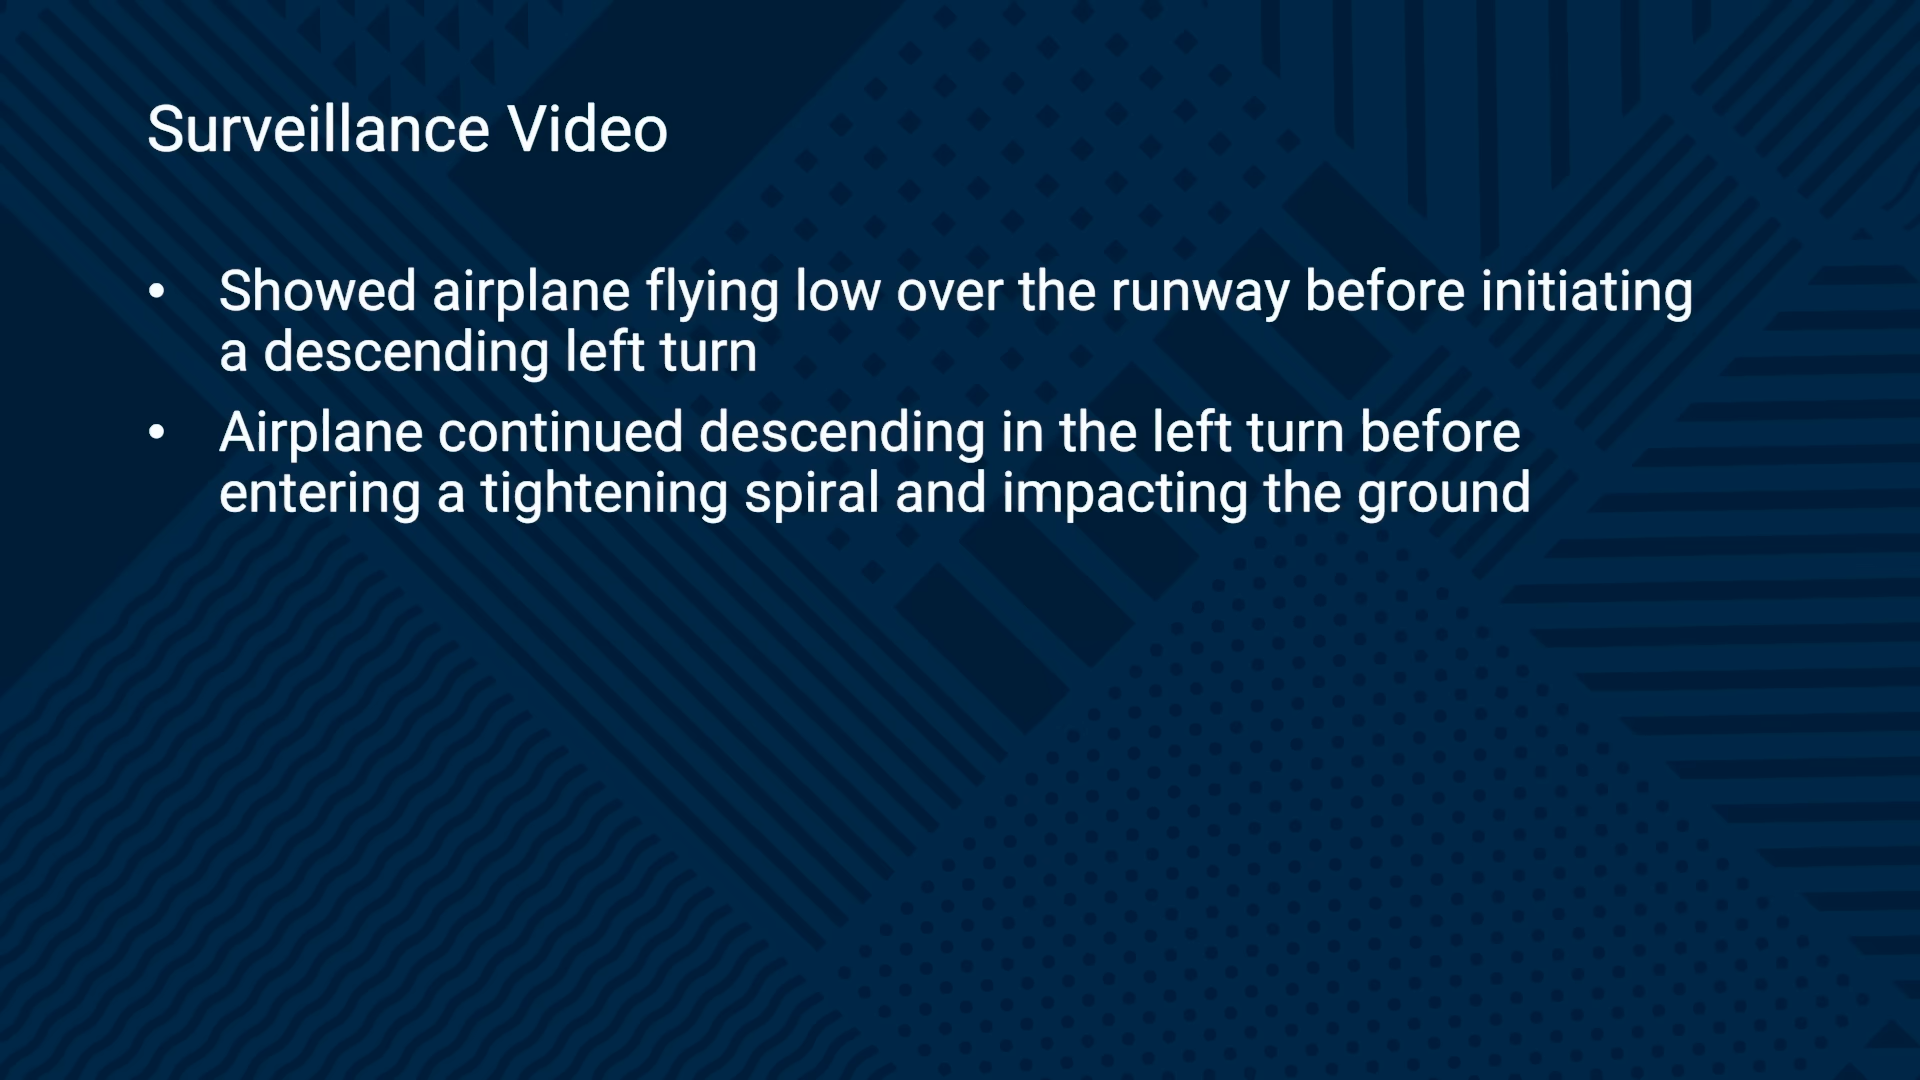 Surveillance Video
• Showed airplane flying low over the runway before initiating
a descending left turn
• Airplane continued descending in the left turn before
entering a tightening spiral and impacting the ground